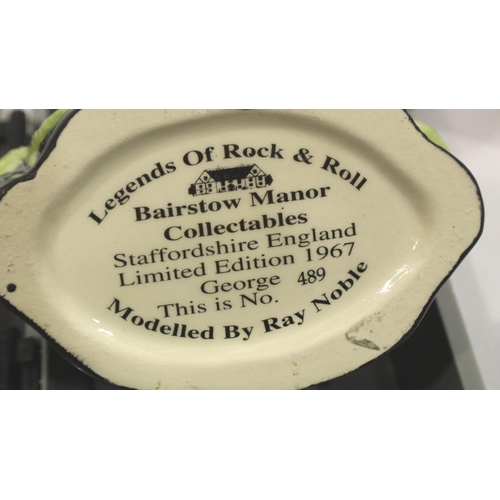 Legends Of Rock & Roll
Bairstow Manor
Collectables
Staffordshire England
Limited Edition 1967
George
This is No. 489
Modelled By Ray Noble